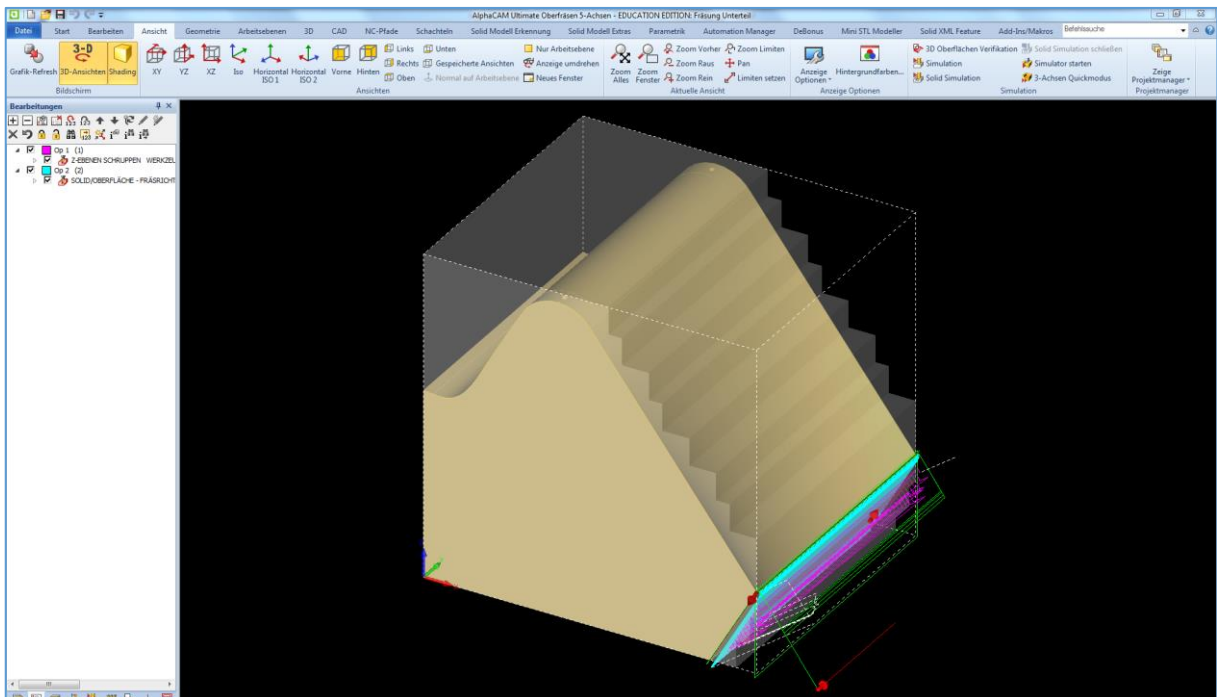 AlphaCAM Ultimate Oberfräsen 5-Achsen - EDUCATION EDITION: Fräsung Unterteil
Datei Start Bearbeiten Ansicht Geometrie Arbeitsebenen 3D CAD NC-Pfade Schachteln Solid Modell Erkennung Solid Modell Extras Parametrik Automation Manager DeBonus Mini STL Modeller Solid XML Feature Add-Ins/Makros Befehlssuche
3-D
Links Unten Nur Arbeitsebene Zoom Vorher Zoom Limiten 3D Oberflächen Verifikation Solid Simulation schließen
Rechts Gespeicherte Ansichten Anzeige umdrehen Zoom Raus Pan Simulation Simulator starten
Oben Normal auf Arbeitsebene Neues Fenster Zoom Rein Limiten setzen Solid Simulation 3-Achsen Quickmodus
Grafik-Refresh 3D-Ansichten Shading XY YZ XZ Iso Horizontal ISO 1 Horizontal ISO 2 Vorne Hinten Zoom Alles Zoom Fenster Anzeige Optionen Hintergrundfarben... Zeige Projektmanager
Bildschirm Ansichten Aktuelle Ansicht Anzeige Optionen Simulation Projektmanager
Bearbeitungen
Op 1 (1)
Z-EBENEN SCHRUPPEN WERKZEU
Op 2 (2)
SOLID/OBERFLÄCHE - FRÄSRICHT